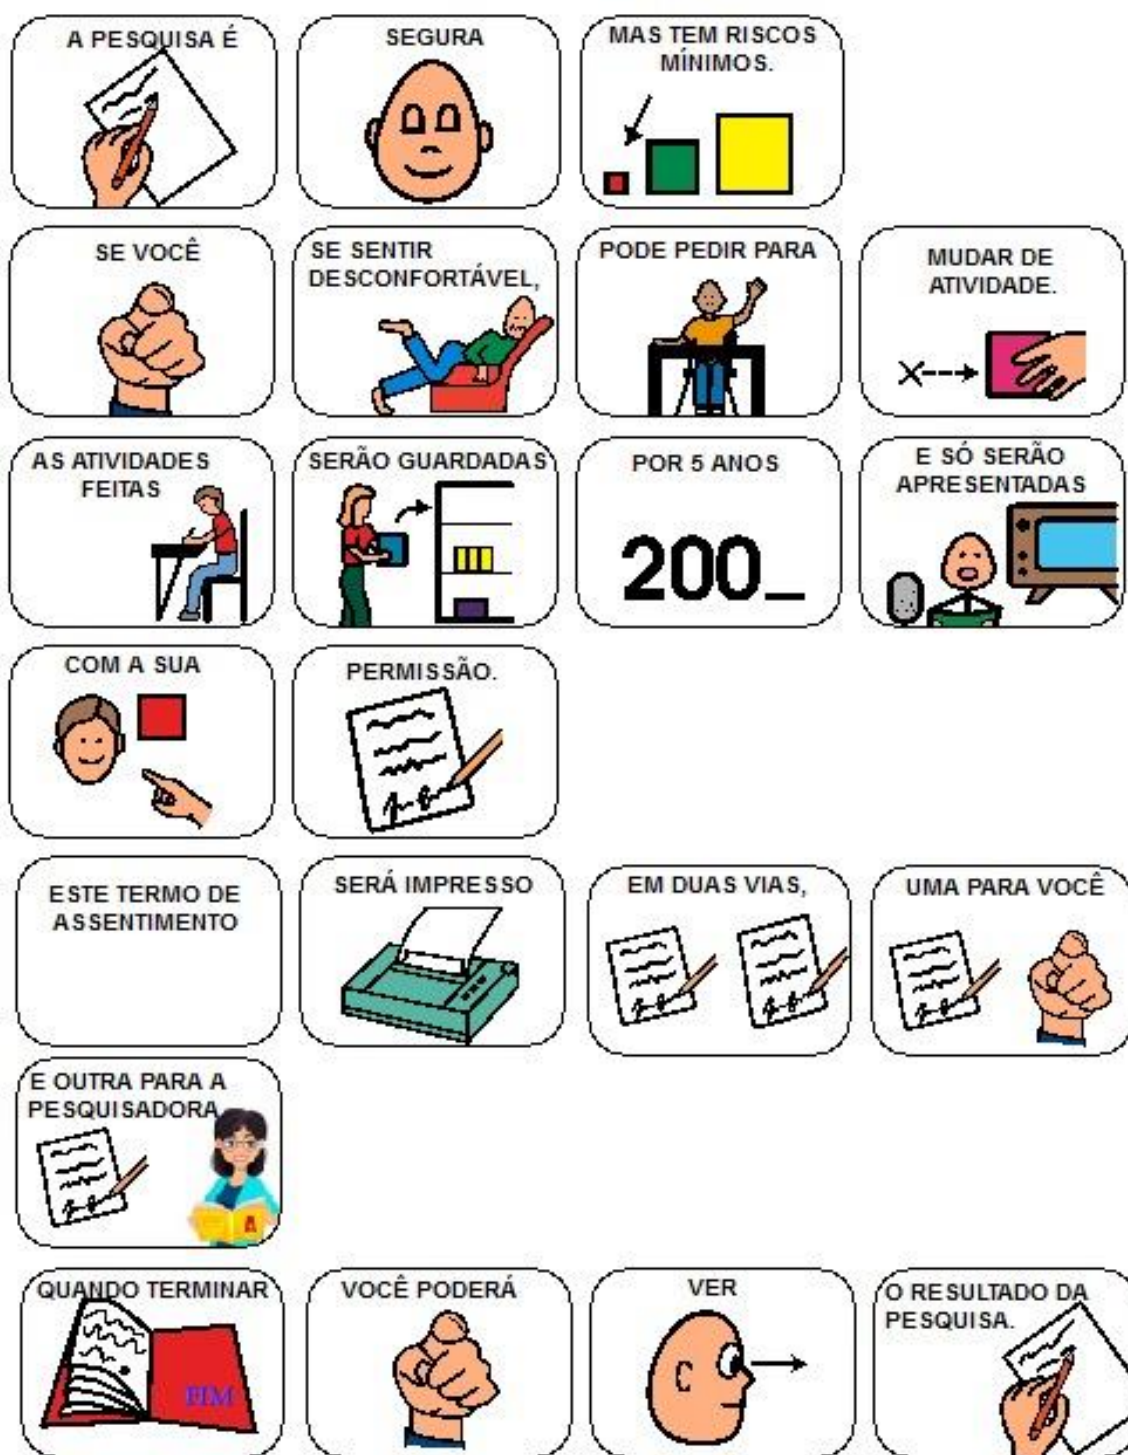 A PESQUISA É
SEGURA
MAS TEM RISCOS
MÍNIMOS.
SE VOCÊ
SE SENTIR
DESCONFORTÁVEL,
PODE PEDIR PARA
MUDAR DE
ATIVIDADE.
AS ATIVIDADES
FEITAS
SERÃO GUARDADAS
POR 5 ANOS
200_
E SÓ SERÃO
APRESENTADAS
COM A SUA
PERMISSÃO.
ESTE TERMO DE
ASSENTIMENTO
SERÁ IMPRESSO
EM DUAS VIAS,
UMA PARA VOCÊ
E OUTRA PARA A
PESQUISADORA
A
QUANDO TERMINAR
FIM
VOCÊ PODERÁ
VER
O RESULTADO DA
PESQUISA.